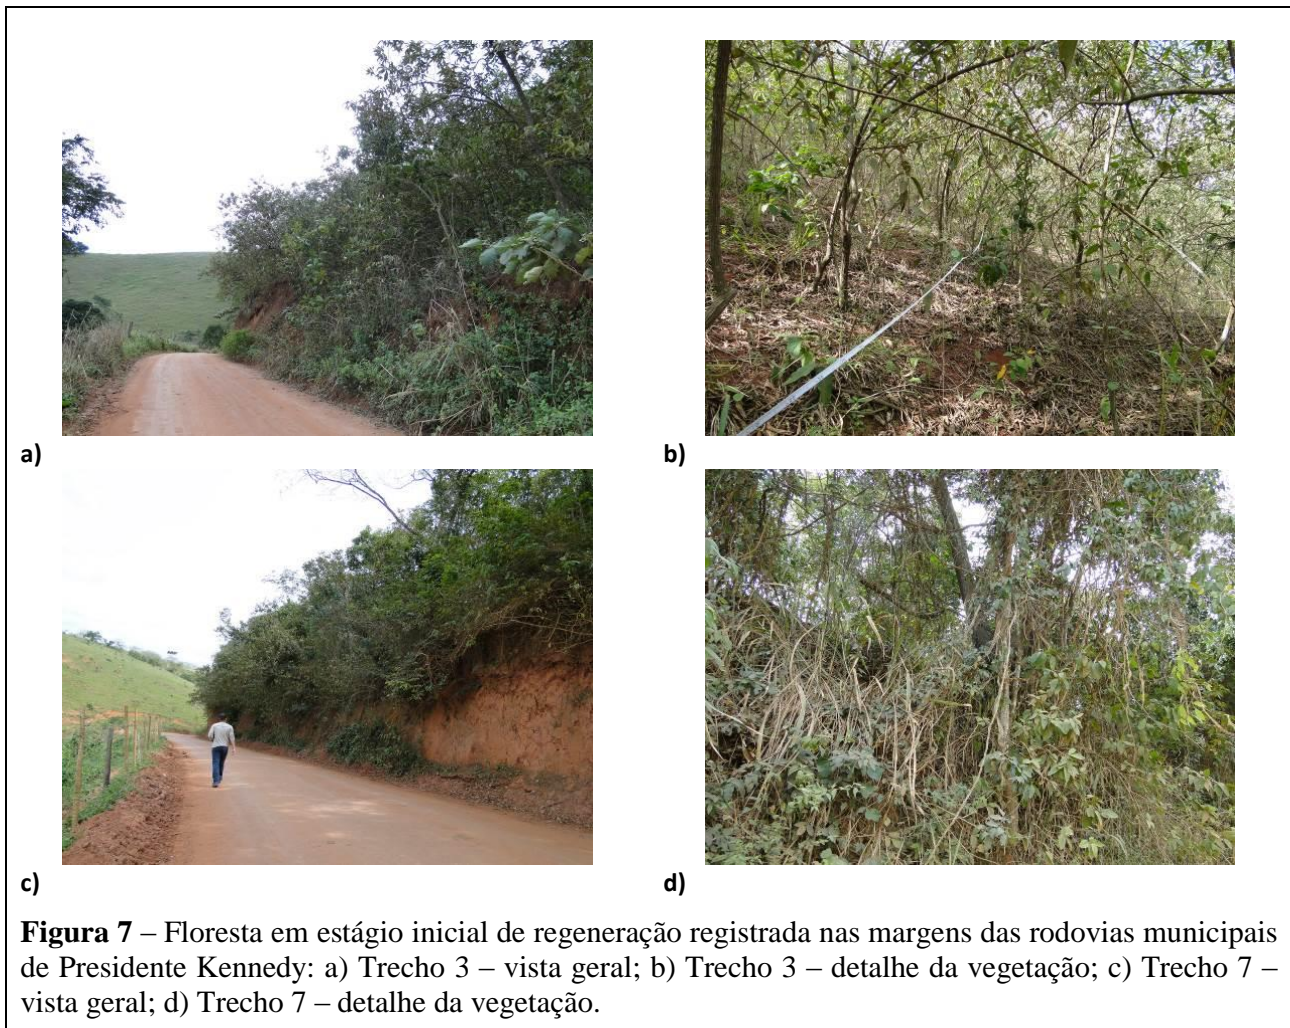 a)
b)
c)
d)
Figura 7 – Floresta em estágio inicial de regeneração registrada nas margens das rodovias municipais
de Presidente Kennedy: a) Trecho 3 – vista geral; b) Trecho 3 – detalhe da vegetação; c) Trecho 7 –
vista geral; d) Trecho 7 – detalhe da vegetação.